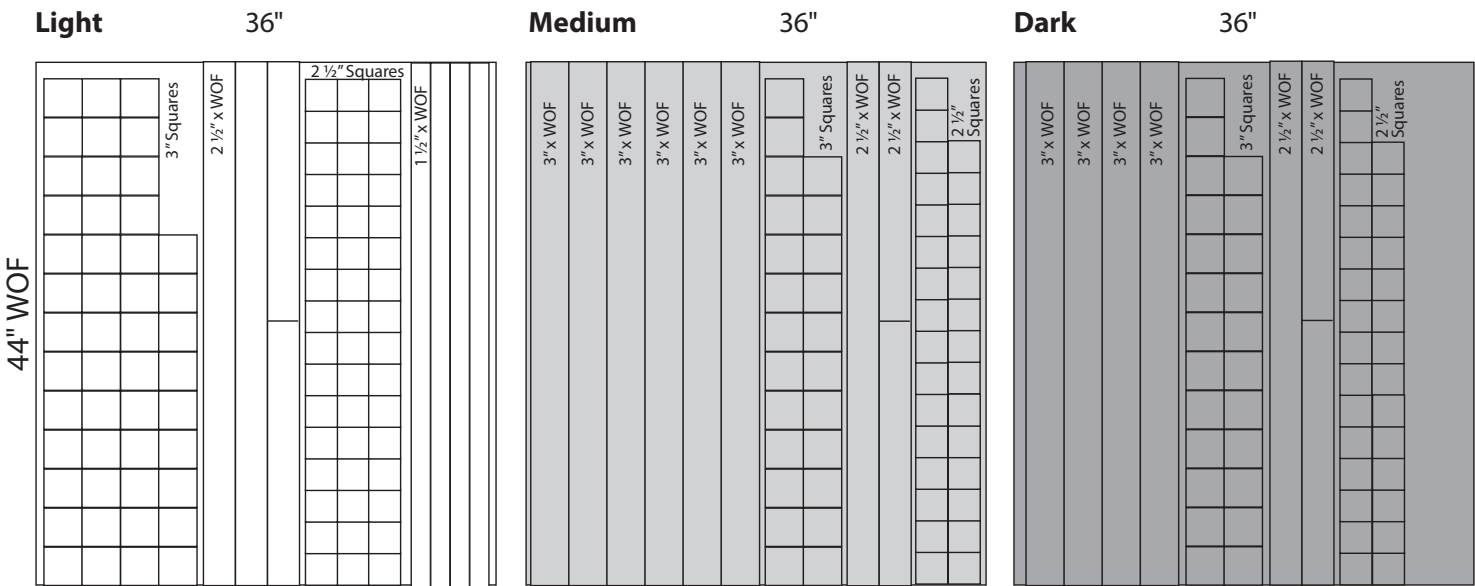 Light 36"
Medium 36"
Dark 36"
44" WOF
3” Squares
2 ½” x WOF
2 ½” Squares
1 ½” x WOF
3” x WOF
3” x WOF
3” x WOF
3” x WOF
3” x WOF
3” x WOF
3” Squares
2 ½” x WOF
2 ½” x WOF
2 ½”
Squares
3” x WOF
3” x WOF
3” x WOF
3” x WOF
3” Squares
2 ½” x WOF
2 ½” x WOF
2 ½”
Squares